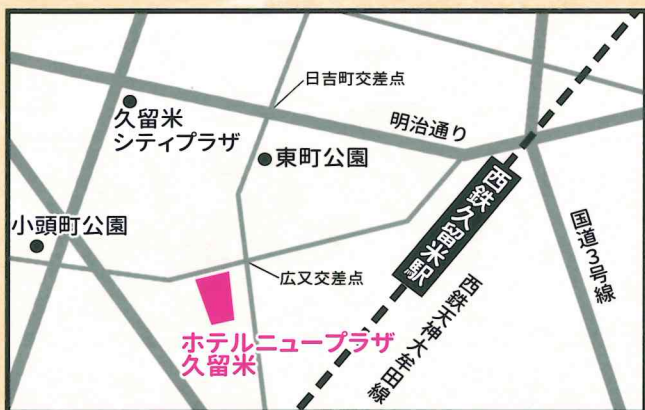 日吉町交差点
久留米
シティプラザ
明治通り
東町公園
小頭町公園
西鉄久留米駅
国道3号線
広又交差点
西鉄天神大牟田線
ホテルニュープラザ
久留米